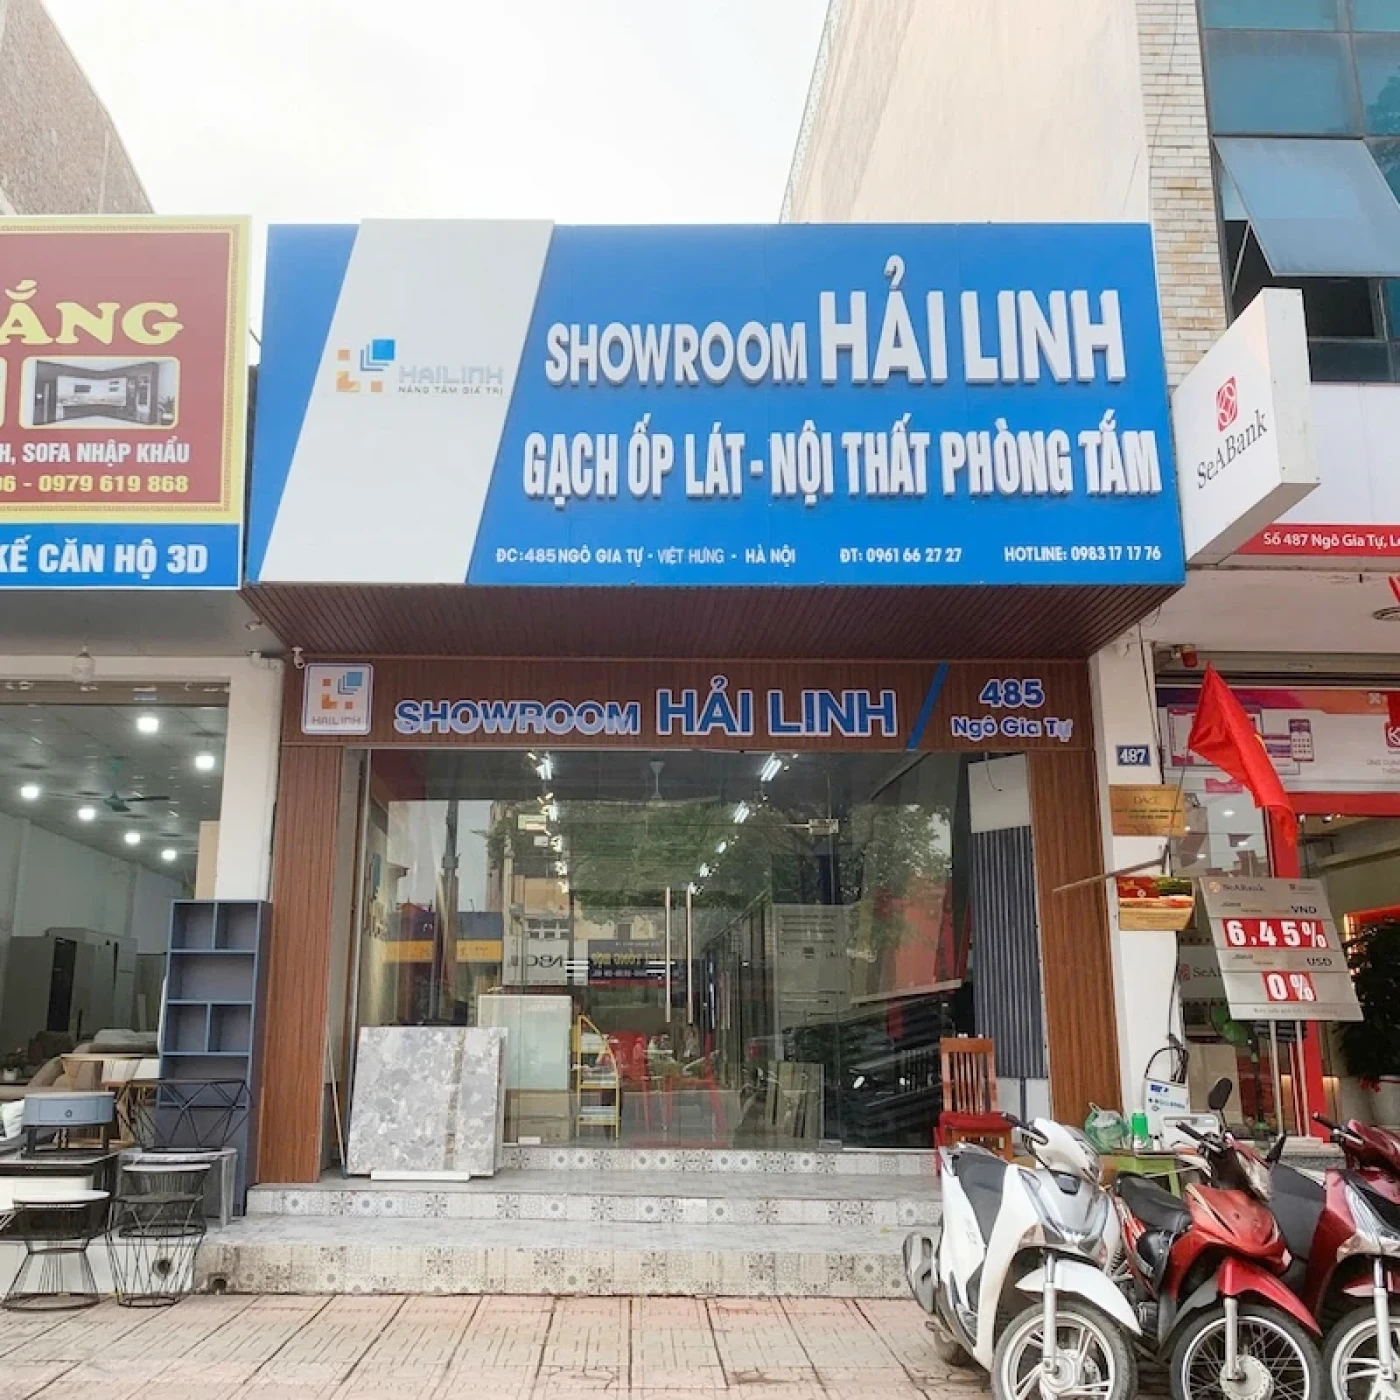 ẮNG
H, SOFA NHẬP KHẨU
06 - 0979 619 868
KẾ CĂN HỘ 3D
HAILINH
NÂNG TẦM GIÁ TRỊ
SHOWROOM HẢI LINH
GẠCH ỐP LÁT - NỘI THẤT PHÒNG TẮM
ĐC: 485 NGÔ GIA TỰ - VIỆT HƯNG - HÀ NỘI ĐT: 0961 66 27 27 HOTLINE: 0983 17 17 76
SeABank
Số 487 Ngô Gia Tự, L
HAILINH
SHOWROOM HẢI LINH / 485
Ngô Gia Tự
487
SeABank
VND
6,45%
USD
0%